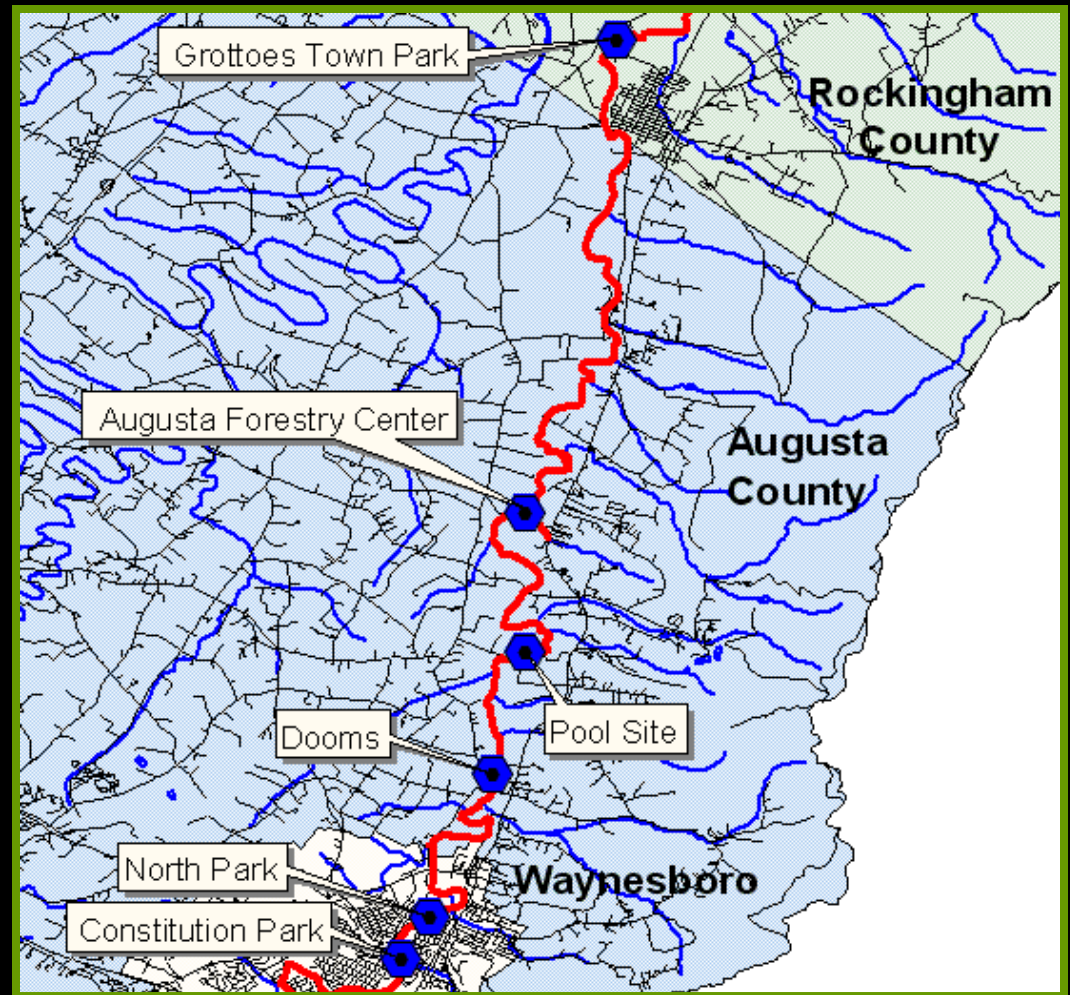 Grottoes Town Park
Rockingham
County
Augusta Forestry Center
Augusta
County
Pool Site
Dooms
North Park
Waynesboro
Constitution Park